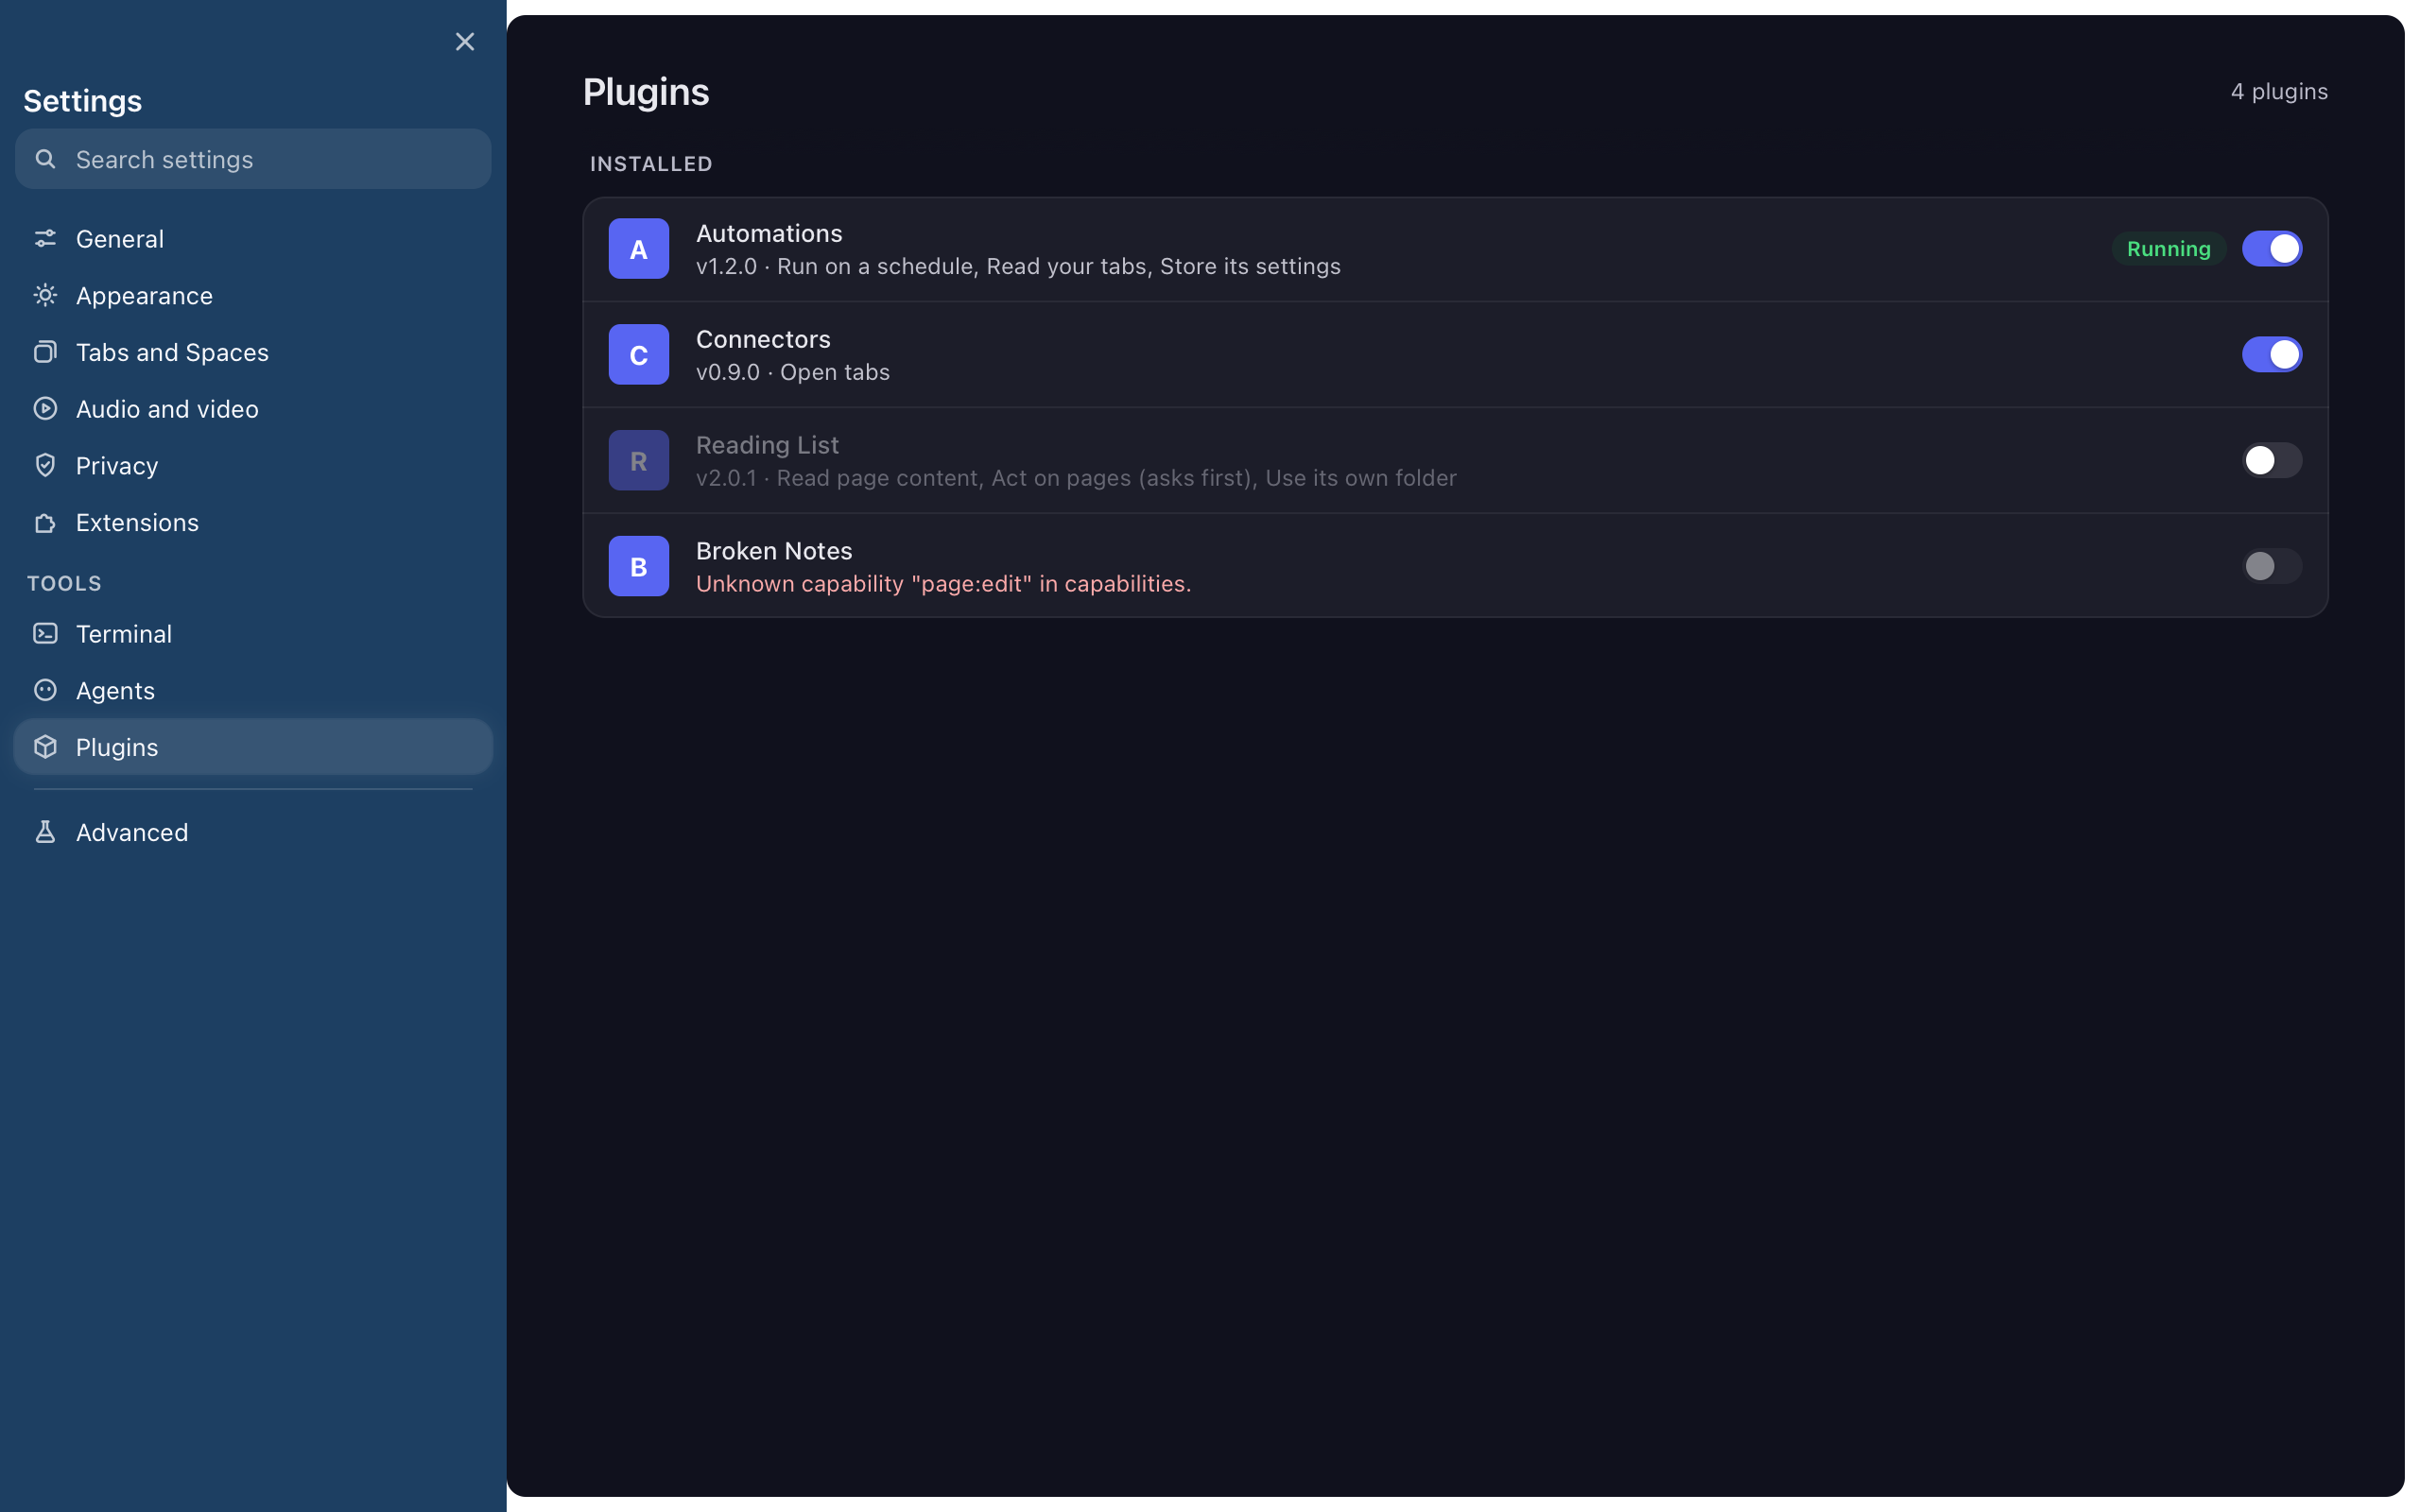 Settings
Search settings
General
Appearance
Tabs and Spaces
Audio and video
Privacy
Extensions
TOOLS
Terminal
Agents
Plugins
Advanced
Plugins
4 plugins
INSTALLED
A
Automations
v1.2.0 · Run on a schedule, Read your tabs, Store its settings
Running
C
Connectors
v0.9.0 · Open tabs
R
Reading List
v2.0.1 · Read page content, Act on pages (asks first), Use its own folder
B
Broken Notes
Unknown capability "page:edit" in capabilities.